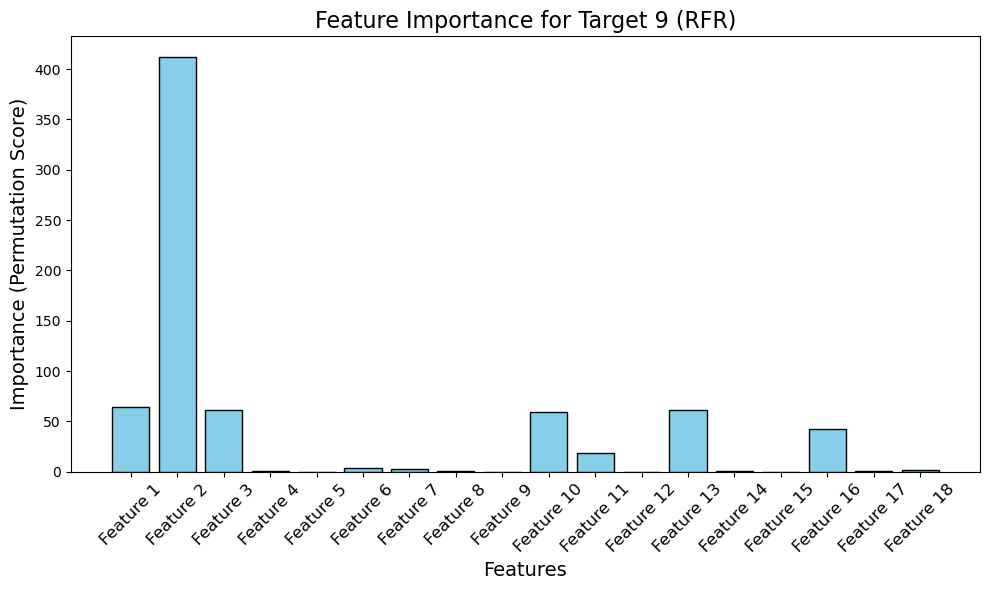 Feature Importance for Target 9 (RFR)
Importance (Permutation Score)
400
350
300
250
200
150
100
50
0
Feature 1
Feature 2
Feature 3
Feature 4
Feature 5
Feature 6
Feature 7
Feature 8
Feature 9
Feature 10
Feature 11
Feature 12
Feature 13
Feature 14
Feature 15
Feature 16
Feature 17
Feature 18
Features